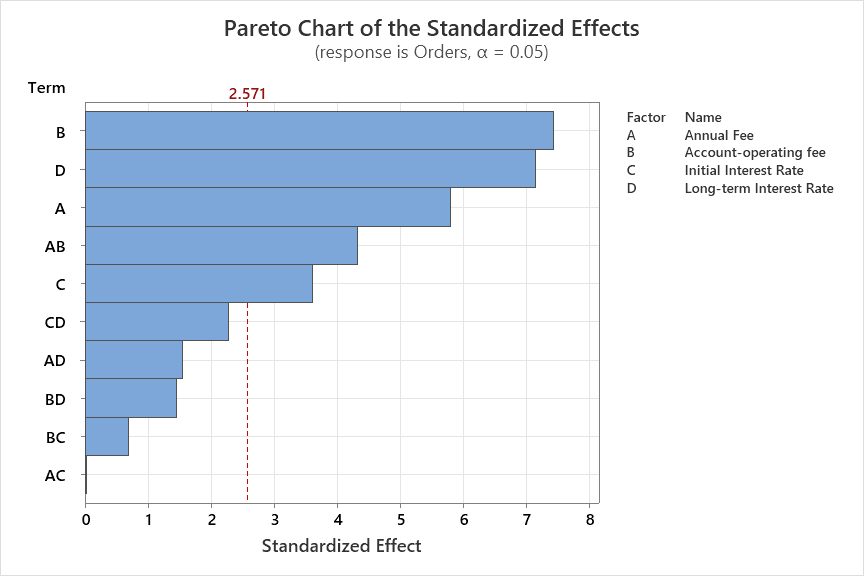 Pareto Chart of the Standardized Effects
(response is Orders, α = 0.05)
Term
2.571
B
D
A
AB
C
CD
AD
BD
BC
AC
0 1 2 3 4 5 6 7 8
Standardized Effect
Factor Name
A Annual Fee
B Account-operating fee
C Initial Interest Rate
D Long-term Interest Rate